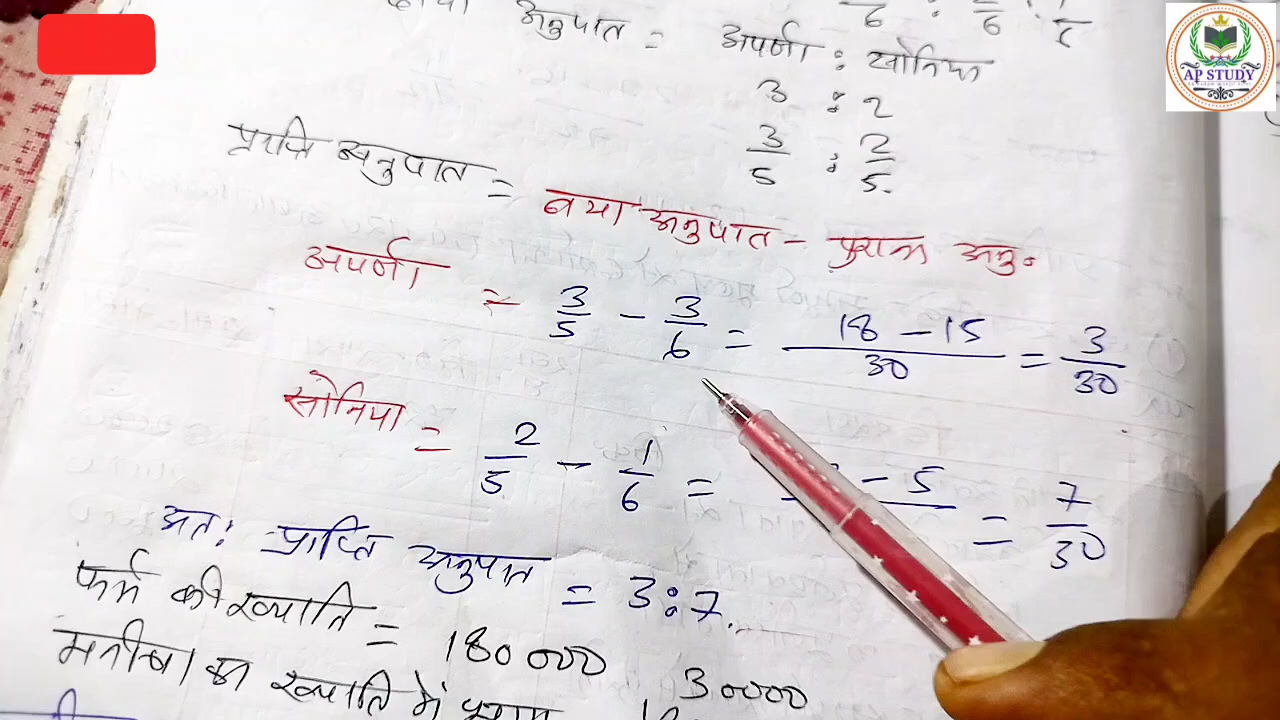 AP STUDY
अनुपात = अपर्णा : सोनिया
3 : 2
3/5 : 2/5
प्राप्ति अनुपात = नया अनुपात - पुराना अनु०
अपर्णा = 3/5 - 3/6 = 18 - 15 / 30 = 3/30
सोनिया = 2/5 - 1/6 = - 5 = 7/30
अतः प्राप्ति अनुपात = 3:7.
फर्म की ख्याति = 180000
ख्याति में 30000